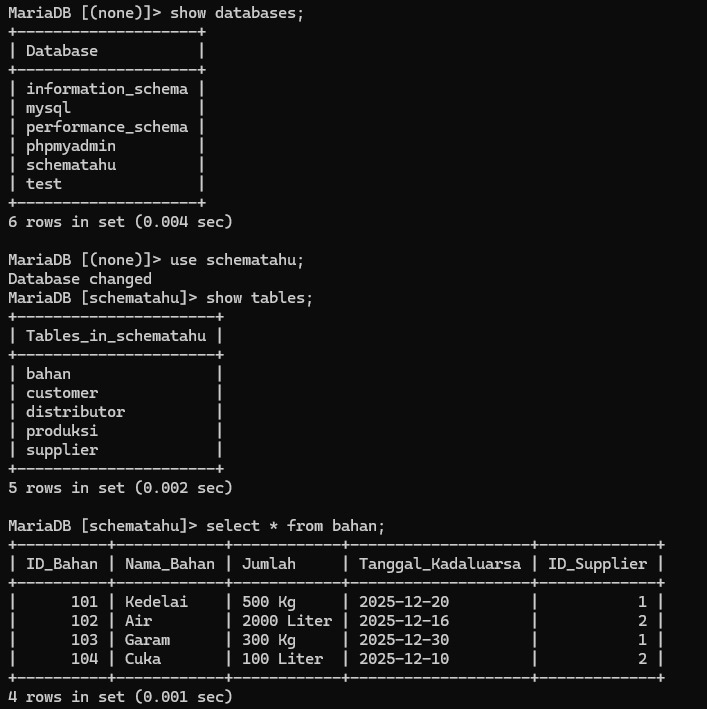 MariaDB [(none)]> show databases;
+--------------------+
| Database           |
+--------------------+
| information_schema |
| mysql              |
| performance_schema |
| phpmyadmin         |
| schematahu         |
| test               |
+--------------------+
6 rows in set (0.004 sec)

MariaDB [(none)]> use schematahu;
Database changed
MariaDB [schematahu]> show tables;
+----------------------+
| Tables_in_schematahu |
+----------------------+
| bahan                |
| customer             |
| distributor          |
| produksi             |
| supplier             |
+----------------------+
5 rows in set (0.002 sec)

MariaDB [schematahu]> select * from bahan;
+----------+------------+------------+--------------------+-------------+
| ID_Bahan | Nama_Bahan | Jumlah     | Tanggal_Kadaluarsa | ID_Supplier |
+----------+------------+------------+--------------------+-------------+
|      101 | Kedelai    | 500 Kg     | 2025-12-20         |           1 |
|      102 | Air        | 2000 Liter | 2025-12-16         |           2 |
|      103 | Garam      | 300 Kg     | 2025-12-30         |           1 |
|      104 | Cuka       | 100 Liter  | 2025-12-10         |           2 |
+----------+------------+------------+--------------------+-------------+
4 rows in set (0.001 sec)